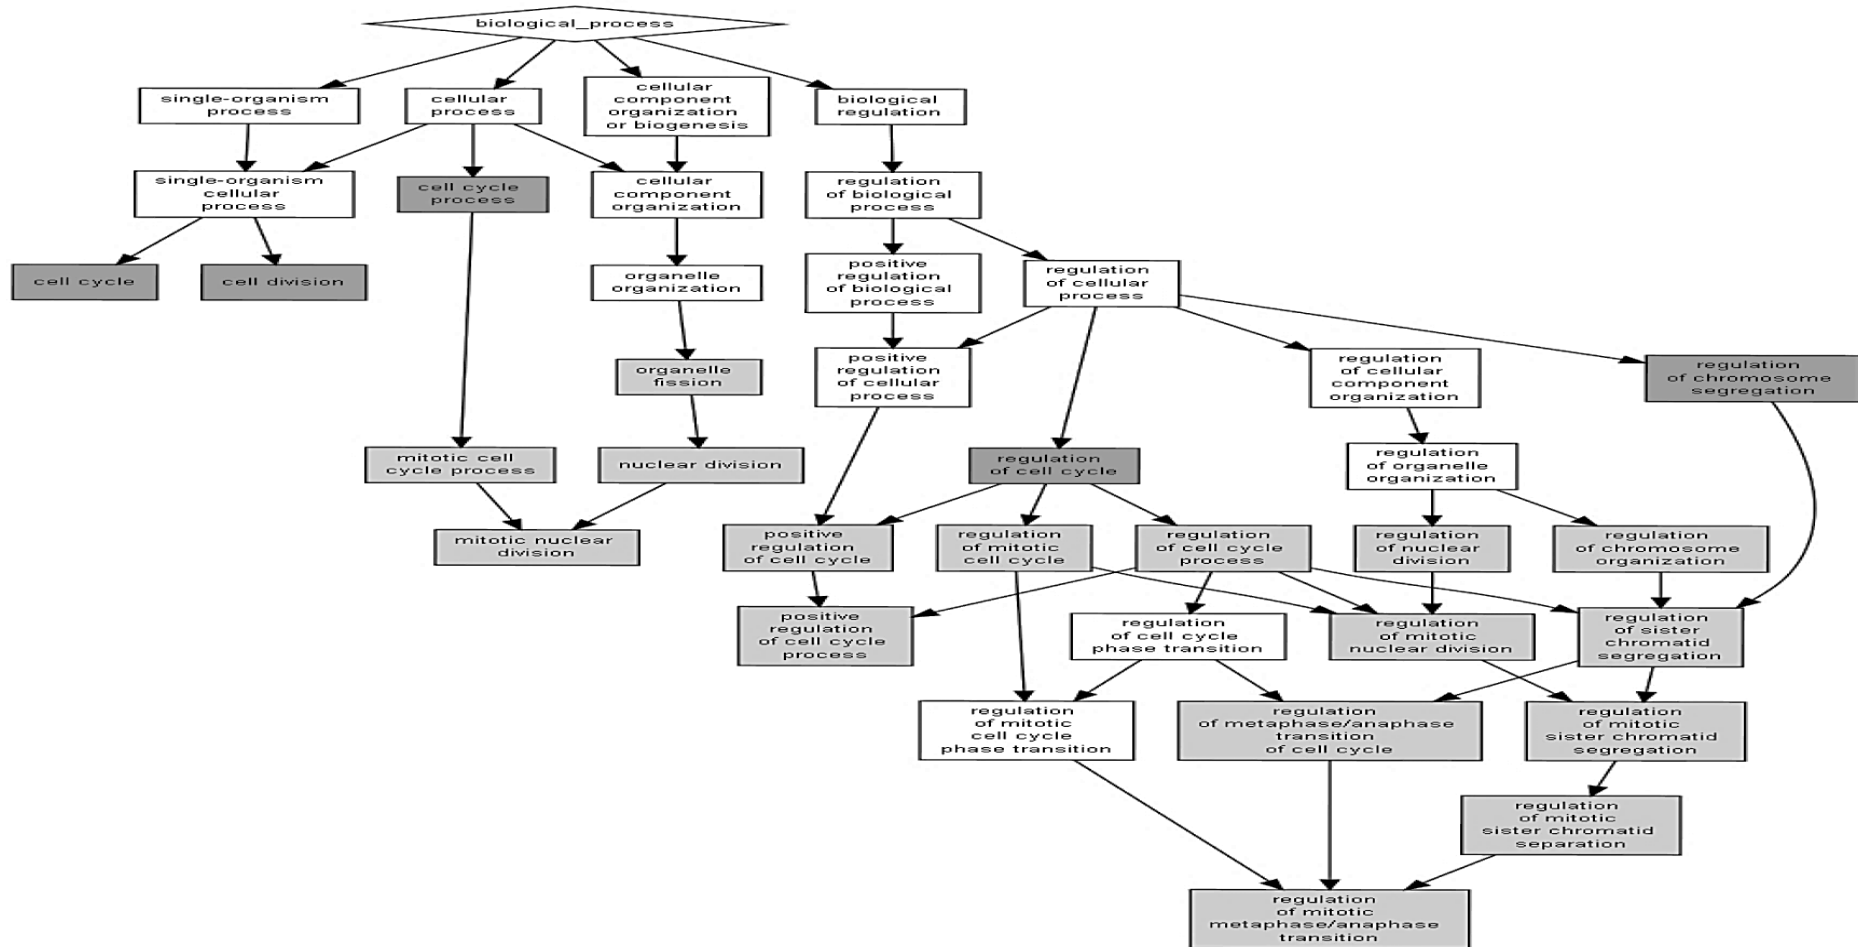 biological_process
single-organism
process
cellular
process
cellular
component
organization
or biogenesis
biological
regulation
single-organism
cellular
process
cell cycle
process
cellular
component
organization
regulation
of biological
process
cell cycle
cell division
organelle
organization
positive
regulation
of biological
process
regulation
of cellular
process
organelle
fission
positive
regulation
of cellular
process
regulation
of cellular
component
organization
regulation
of chromosome
segregation
mitotic cell
cycle process
nuclear division
regulation
of cell cycle
regulation
of organelle
organization
mitotic nuclear
division
positive
regulation
of cell cycle
regulation
of mitotic
cell cycle
regulation
of cell cycle
process
regulation
of nuclear
division
regulation
of chromosome
organization
positive
regulation
of cell cycle
process
regulation
of cell cycle
phase transition
regulation
of mitotic
nuclear division
regulation
of sister
chromatid
segregation
regulation
of mitotic
cell cycle
phase transition
regulation
of metaphase/anaphase
transition
of cell cycle
regulation
of mitotic
sister chromatid
segregation
regulation
of mitotic
sister chromatid
separation
regulation
of mitotic
metaphase/anaphase
transition